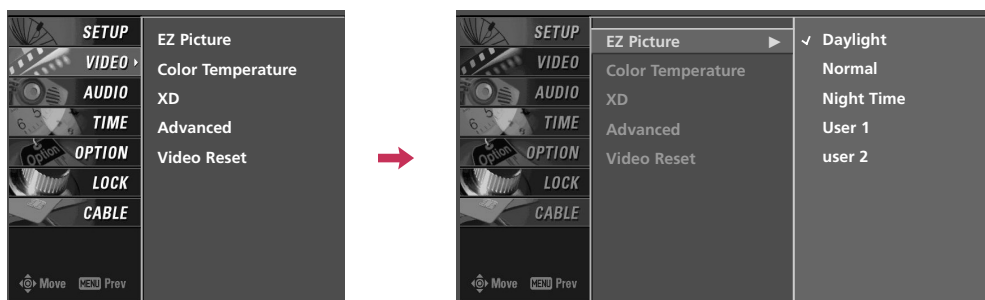 SETUP
VIDEO
AUDIO
TIME
OPTION
LOCK
CABLE
EZ Picture
Color Temperature
XD
Advanced
Video Reset
Move MENU Prev
SETUP
VIDEO
AUDIO
TIME
OPTION
LOCK
CABLE
EZ Picture
Color Temperature
XD
Advanced
Video Reset
Daylight
Normal
Night Time
User 1
user 2
Move MENU Prev